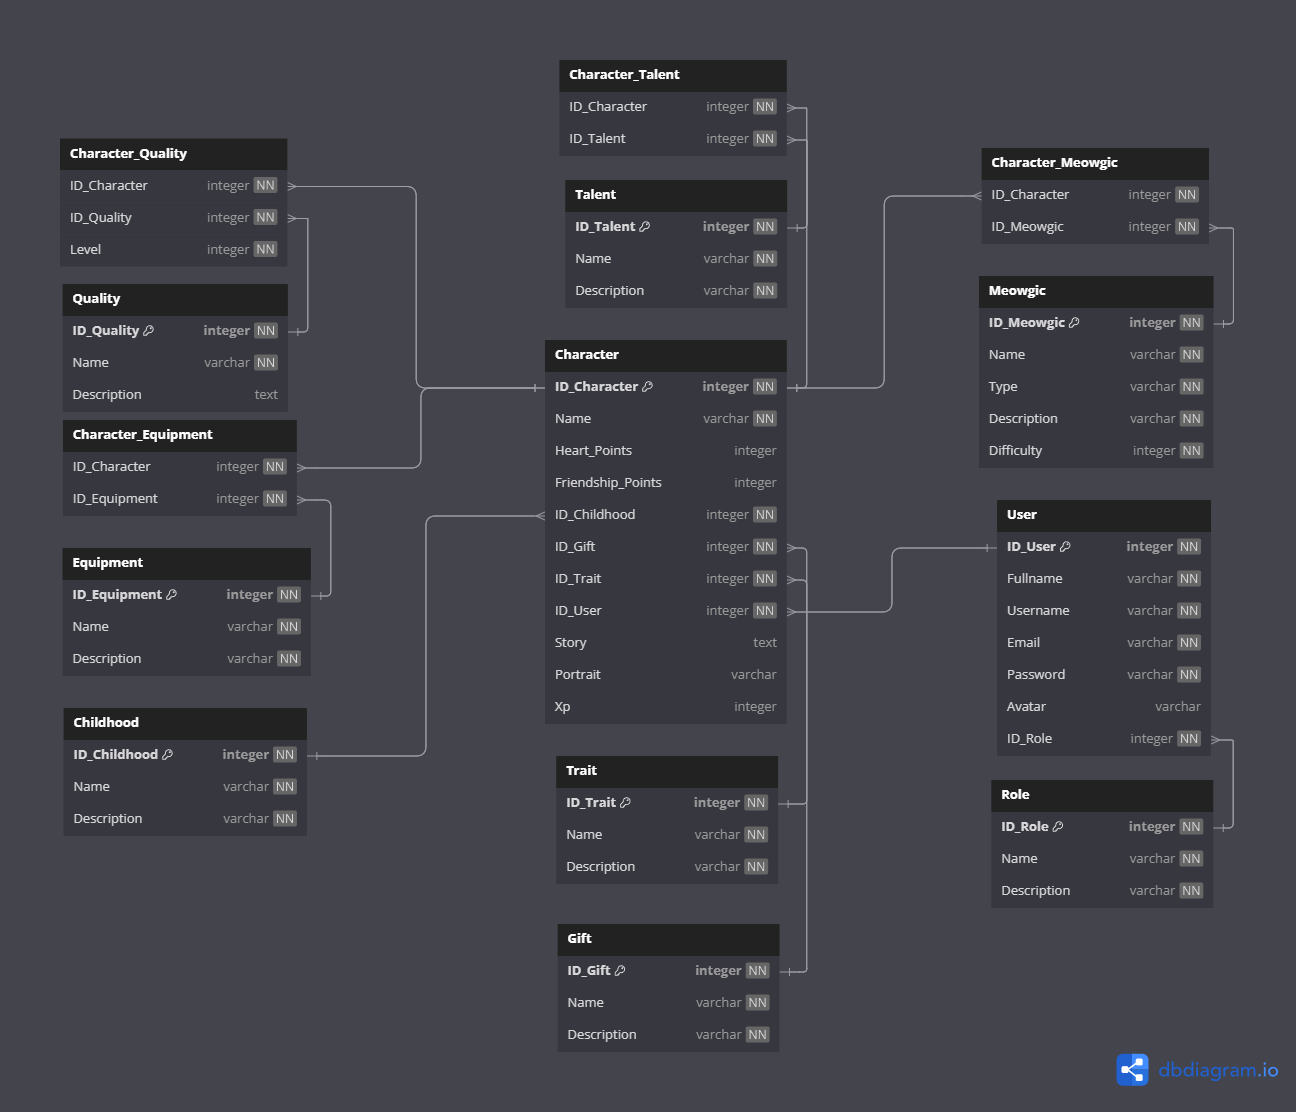 Character_Talent
ID_Character integer NN
ID_Talent integer NN
Character_Quality
ID_Character integer NN
ID_Quality integer NN
Level integer NN
Character_Meowgic
ID_Character integer NN
ID_Meowgic integer NN
Talent
ID_Talent integer NN
Name varchar NN
Description varchar NN
Quality
ID_Quality integer NN
Name varchar NN
Description text
Meowgic
ID_Meowgic integer NN
Name varchar NN
Type varchar NN
Description varchar NN
Difficulty integer NN
Character
ID_Character integer NN
Name varchar NN
Heart_Points integer
Friendship_Points integer
ID_Childhood integer NN
ID_Gift integer NN
ID_Trait integer NN
ID_User integer NN
Story text
Portrait varchar
Xp integer
Character_Equipment
ID_Character integer NN
ID_Equipment integer NN
User
ID_User integer NN
Fullname varchar NN
Username varchar NN
Email varchar NN
Password varchar NN
Avatar varchar
ID_Role integer NN
Equipment
ID_Equipment integer NN
Name varchar NN
Description varchar NN
Childhood
ID_Childhood integer NN
Name varchar NN
Description varchar NN
Trait
ID_Trait integer NN
Name varchar NN
Description varchar NN
Role
ID_Role integer NN
Name varchar NN
Description varchar NN
Gift
ID_Gift integer NN
Name varchar NN
Description varchar NN
dbdiagram.io